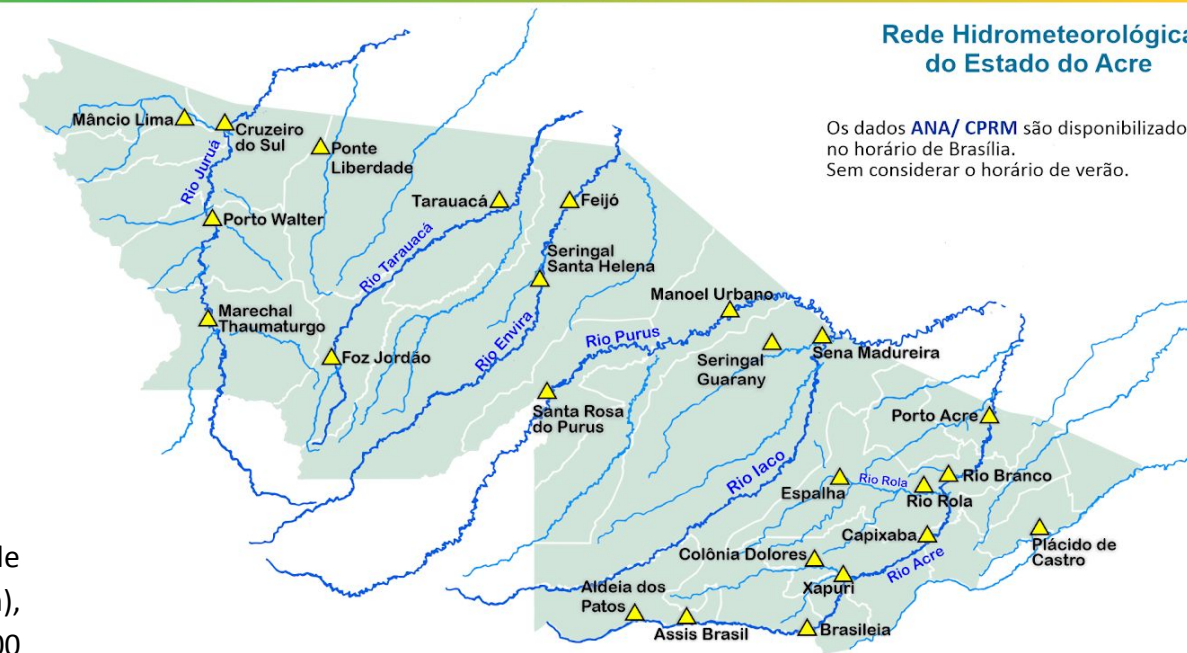 Rede Hidrometeorológica
do Estado do Acre
Os dados ANA/ CPRM são disponibilizado
no horário de Brasília.
Sem considerar o horário de verão.
Mâncio Lima
Cruzeiro
do Sul
Ponte
Liberdade
Rio Juruá
Porto Walter
Tarauacá
Feijó
Rio Tarauacá
Seringal
Santa Helena
Marechal
Thaumaturgo
Foz Jordão
Rio Envira
Manoel Urbano
Rio Purus
Seringal
Guarany
Sena Madureira
Santa Rosa
do Purus
Porto Acre
Rio Iaco
Espalha
Rio Rola
Rio Branco
Rio Rola
Capixaba
Plácido de
Castro
Colônia Dolores
Rio Acre
Xapuri
Aldeia dos
Patos
Assis Brasil
Brasileia
de
),
00